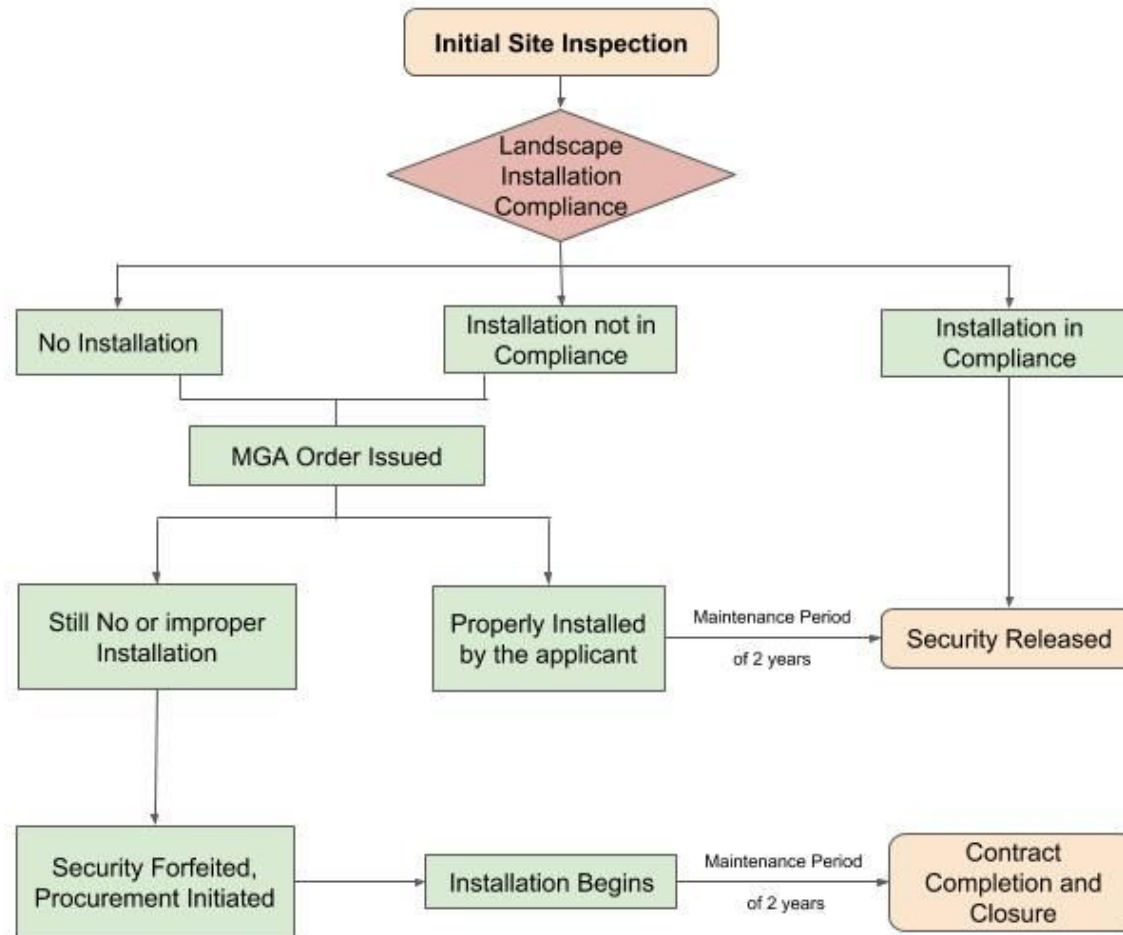 Initial Site Inspection
Landscape
Installation
Compliance
No Installation
Installation not in
Compliance
Installation in
Compliance
MGA Order Issued
Still No or improper
Installation
Properly Installed
by the applicant
Maintenance Period
of 2 years
Security Released
Security Forfeited,
Procurement Initiated
Installation Begins
Maintenance Period
of 2 years
Contract
Completion and
Closure